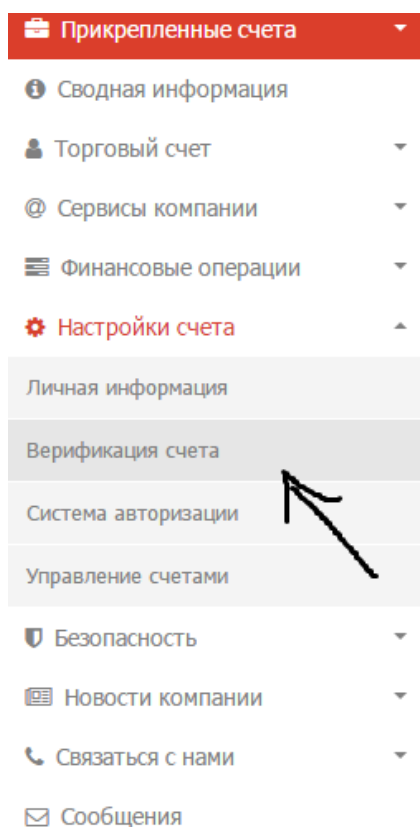 Прикрепленные счета
Сводная информация
Торговый счет
Сервисы компании
Финансовые операции
Настройки счета
Личная информация
Верификация счета
Система авторизации
Управление счетами
Безопасность
Новости компании
Связаться с нами
Сообщения